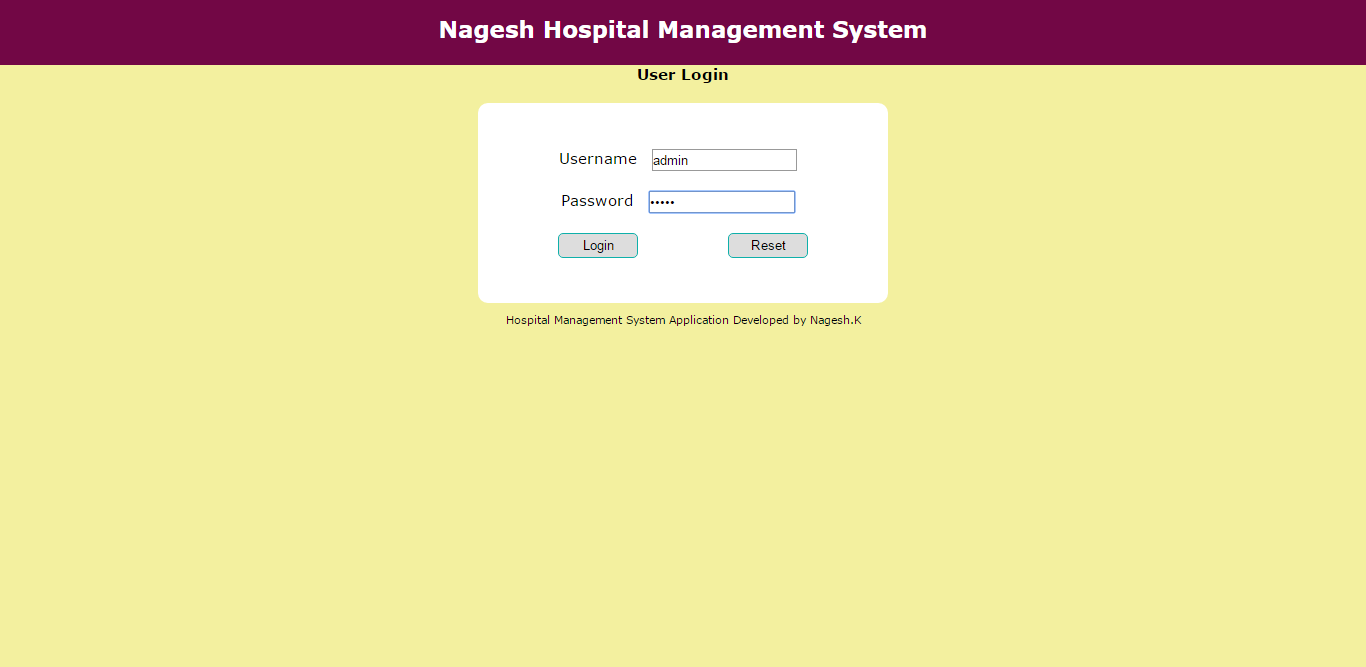 Nagesh Hospital Management System
User Login
Username admin
Password •••••
Login Reset
Hospital Management System Application Developed by Nagesh.K